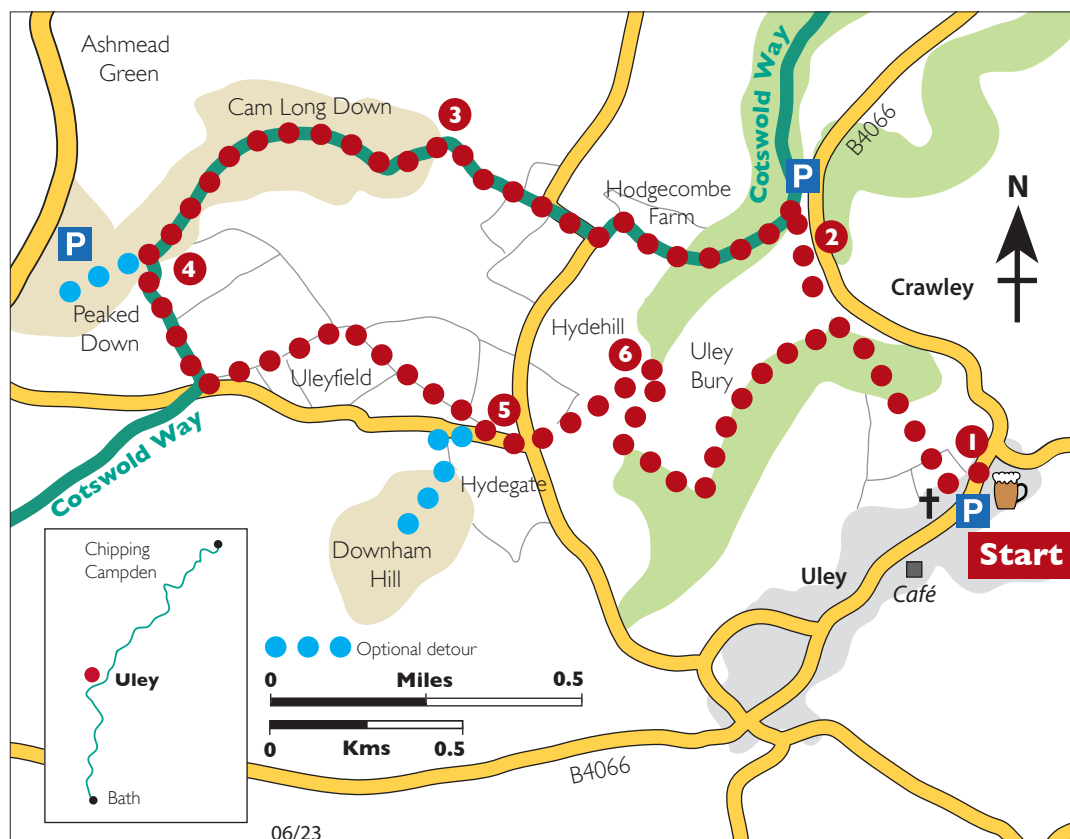 Ashmead
Green
Cam Long Down
3
Cotswold Way
B4066
P
Hodgecombe
Farm
2
N
P
4
Peaked
Down
Crawley
Hydehill
6
Uley
Bury
Uleyfield
5
1
Cotswold Way
Hydegate
P
Start
Downham
Hill
Uley
Café
Chipping
Campden
Uley
Bath
Optional detour
0 Miles 0.5
0 Kms 0.5
B4066
06/23